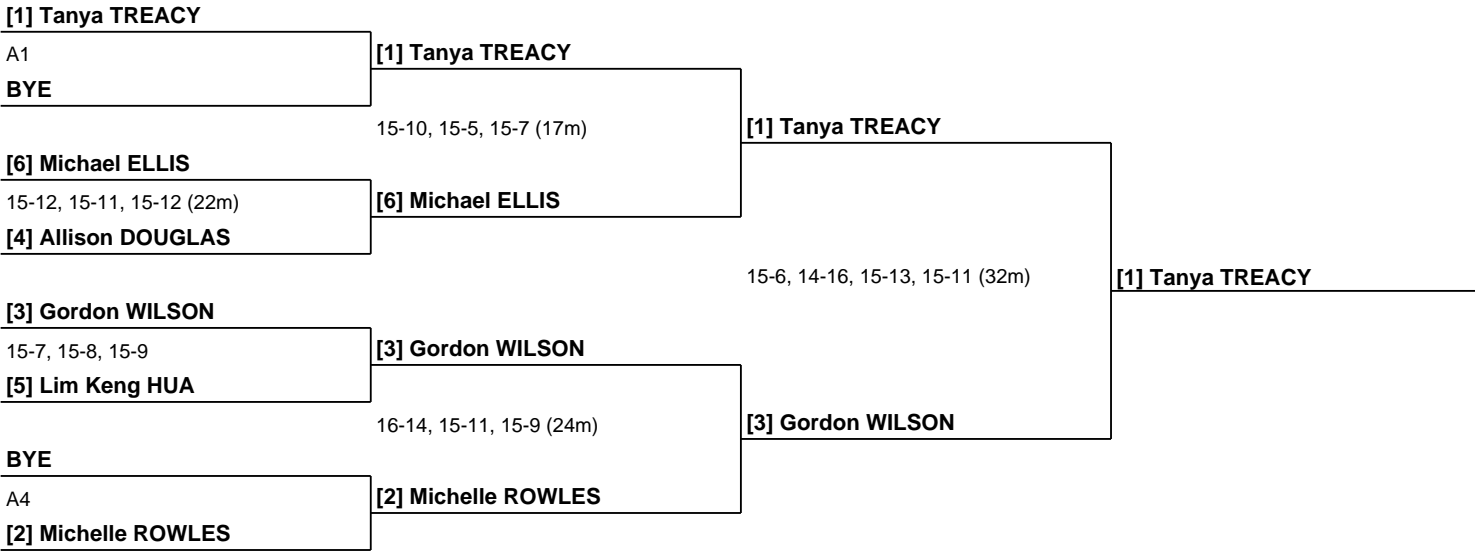 [1] Tanya TREACY
A1
BYE
[1] Tanya TREACY
15-10, 15-5, 15-7 (17m)
[6] Michael ELLIS
15-12, 15-11, 15-12 (22m)
[4] Allison DOUGLAS
[6] Michael ELLIS
[1] Tanya TREACY
15-6, 14-16, 15-13, 15-11 (32m)
[1] Tanya TREACY
[3] Gordon WILSON
15-7, 15-8, 15-9
[5] Lim Keng HUA
[3] Gordon WILSON
16-14, 15-11, 15-9 (24m)
[3] Gordon WILSON
BYE
A4
[2] Michelle ROWLES
[2] Michelle ROWLES